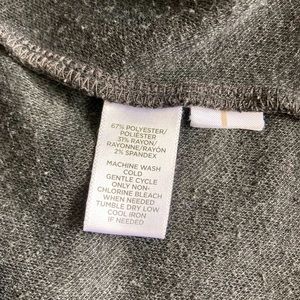 67% POLYESTER/
POLIÉSTER
31% RAYON/
RAYONNE/RAYÓN
2% SPANDEX
MACHINE WASH
COLD
GENTLE CYCLE
ONLY NON-
CHLORINE BLEACH
WHEN NEEDED
TUMBLE DRY LOW
COOL IRON
IF NEEDED